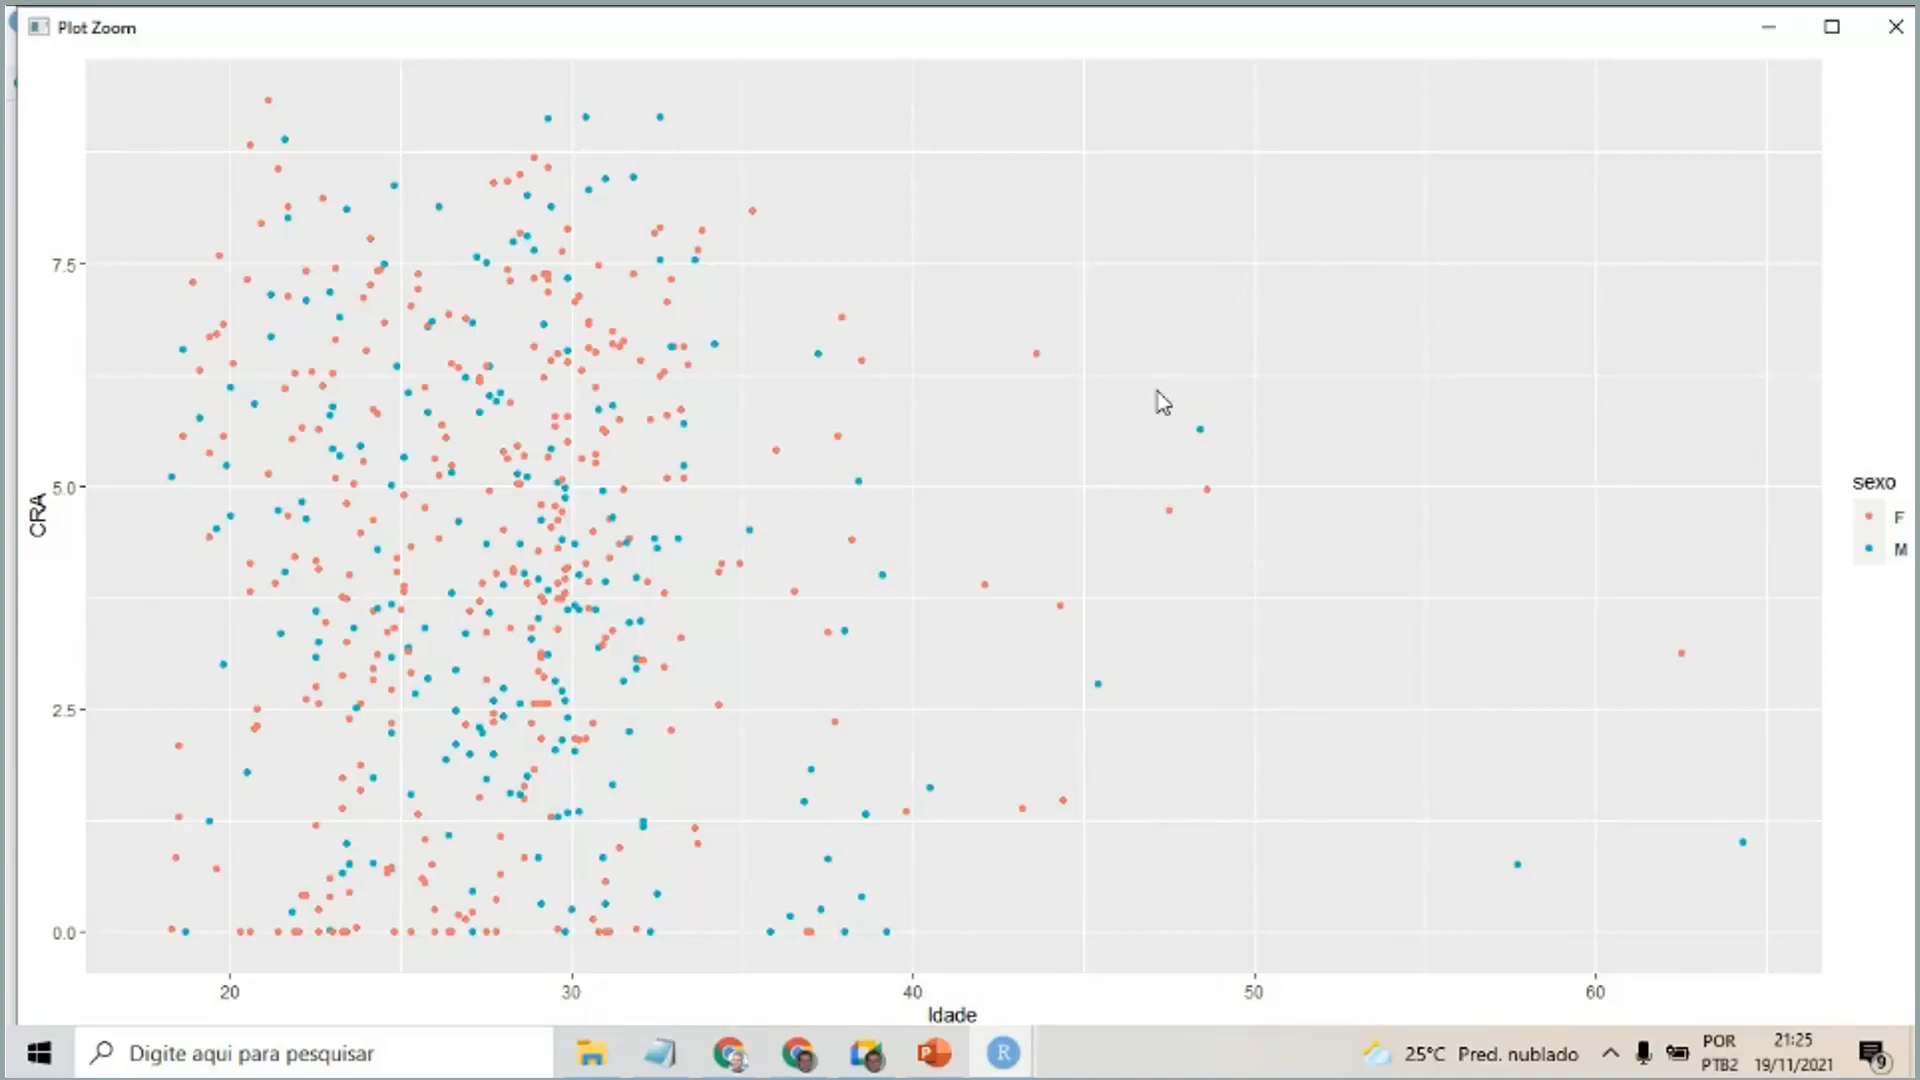 Plot Zoom
7.5
5.0
2.5
0.0
CRA
20
30
40
50
60
Idade
sexo
F
M
Digite aqui para pesquisar
P
R
25°C Pred. nublado
POR
PTB2
21:25
19/11/2021
9